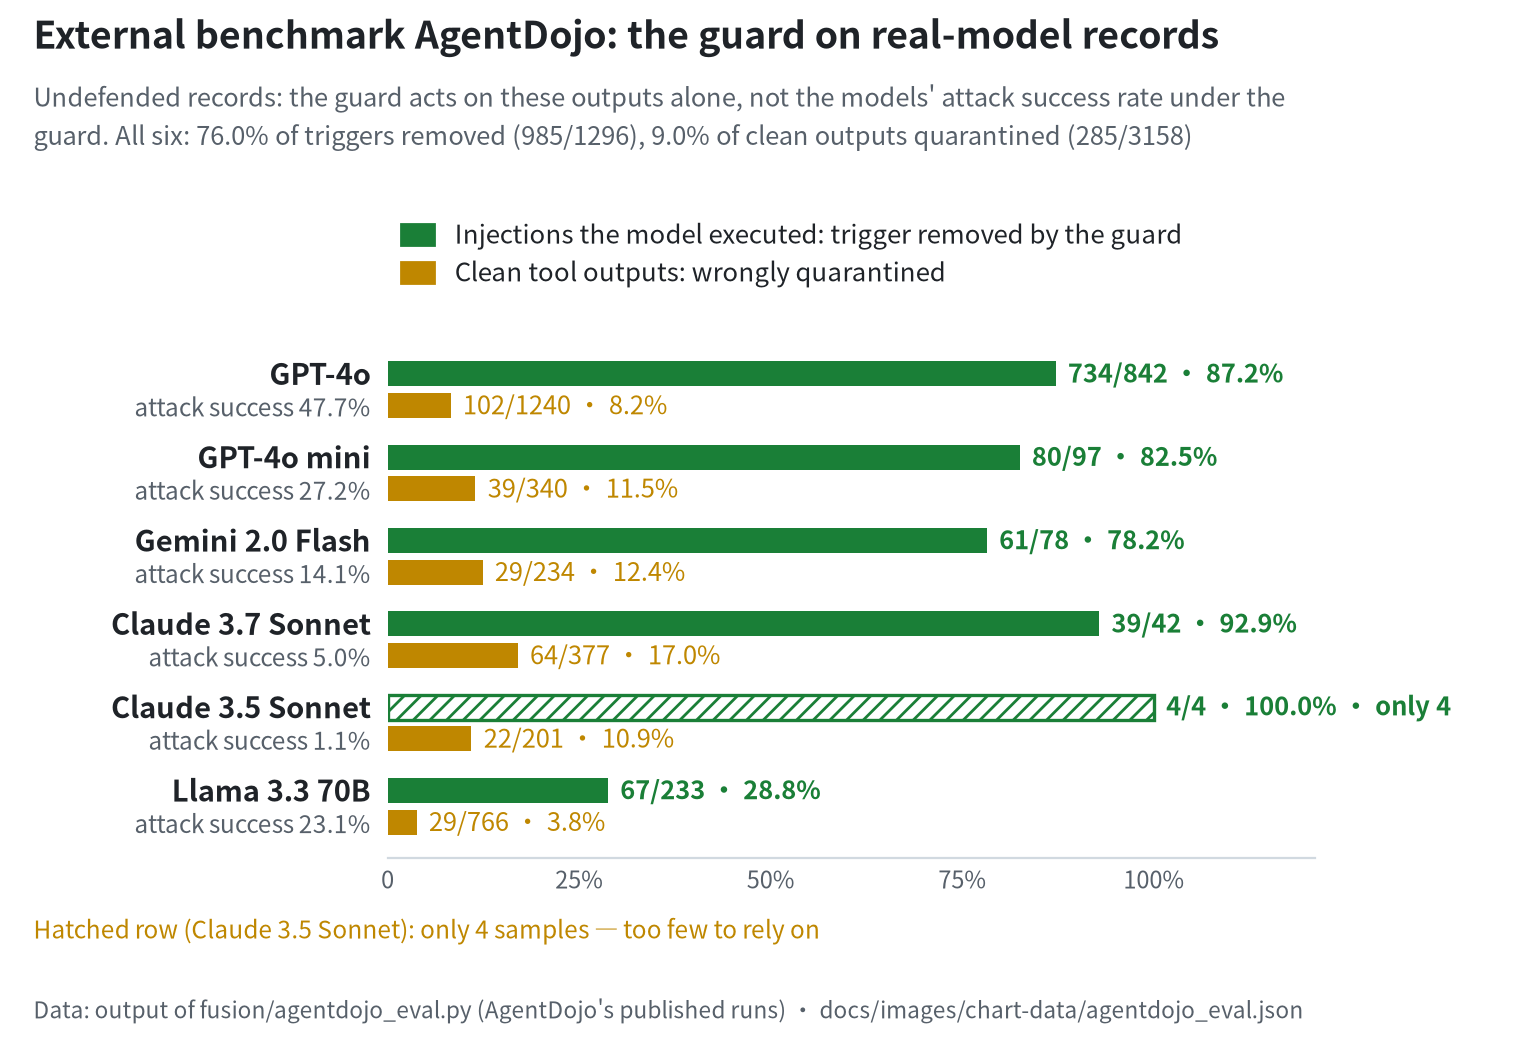 External benchmark AgentDojo: the guard on real-model records
Undefended records: the guard acts on these outputs alone, not the models' attack success rate under the
guard. All six: 76.0% of triggers removed (985/1296), 9.0% of clean outputs quarantined (285/3158)
Injections the model executed: trigger removed by the guard
Clean tool outputs: wrongly quarantined
GPT-4o 734/842 • 87.2%
attack success 47.7% 102/1240 • 8.2%
GPT-4o mini 80/97 • 82.5%
attack success 27.2% 39/340 • 11.5%
Gemini 2.0 Flash 61/78 • 78.2%
attack success 14.1% 29/234 • 12.4%
Claude 3.7 Sonnet 39/42 • 92.9%
attack success 5.0% 64/377 • 17.0%
Claude 3.5 Sonnet 4/4 • 100.0% • only 4
attack success 1.1% 22/201 • 10.9%
Llama 3.3 70B 67/233 • 28.8%
attack success 23.1% 29/766 • 3.8%
0 25% 50% 75% 100%
Hatched row (Claude 3.5 Sonnet): only 4 samples — too few to rely on
Data: output of fusion/agentdojo_eval.py (AgentDojo's published runs) • docs/images/chart-data/agentdojo_eval.json